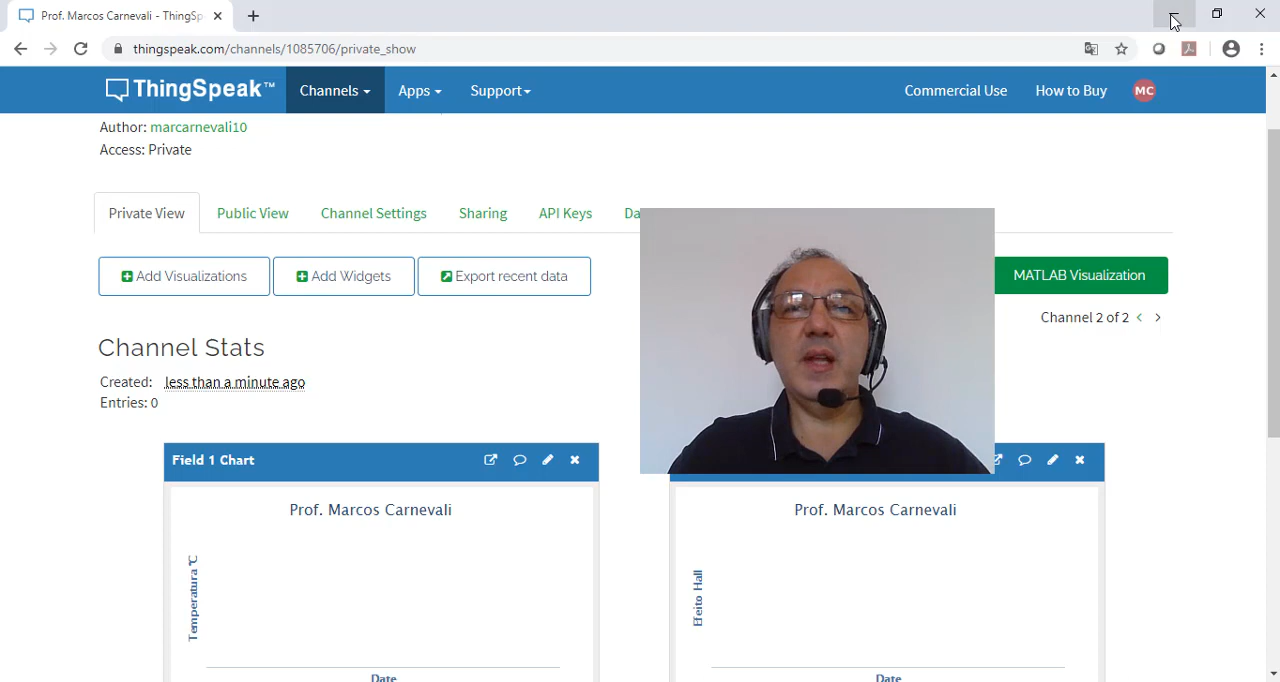 Prof. Marcos Carnevali - ThingSp
thingspeak.com/channels/1085706/private_show
ThingSpeak™ Channels Apps Support Commercial Use How to Buy MC
Author: marcarnevali10
Access: Private
Private View Public View Channel Settings Sharing API Keys Da
Add Visualizations Add Widgets Export recent data MATLAB Visualization
Channel 2 of 2
Channel Stats
Created: less than a minute ago
Entries: 0
Field 1 Chart
Prof. Marcos Carnevali
Temperatura °C
Date
Prof. Marcos Carnevali
Efeito Hall
Date